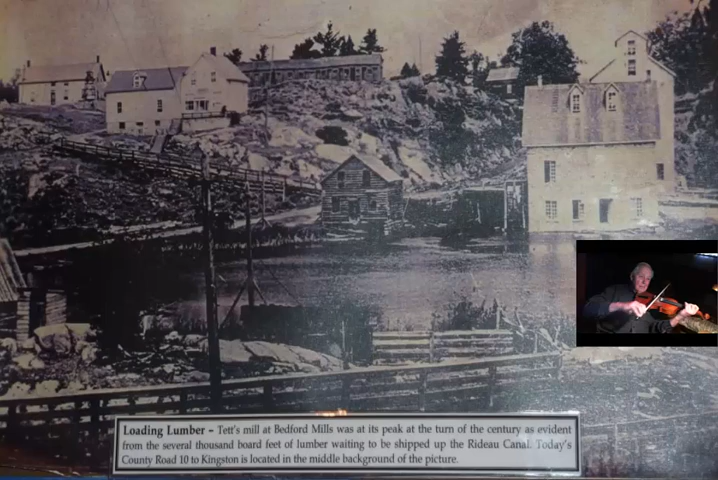 Loading Lumber – Tett's mill at Bedford Mills was at its peak at the turn of the century as evident
from the several thousand board feet of lumber waiting to be shipped up the Rideau Canal. Today's
County Road 10 to Kingston is located in the middle background of the picture.